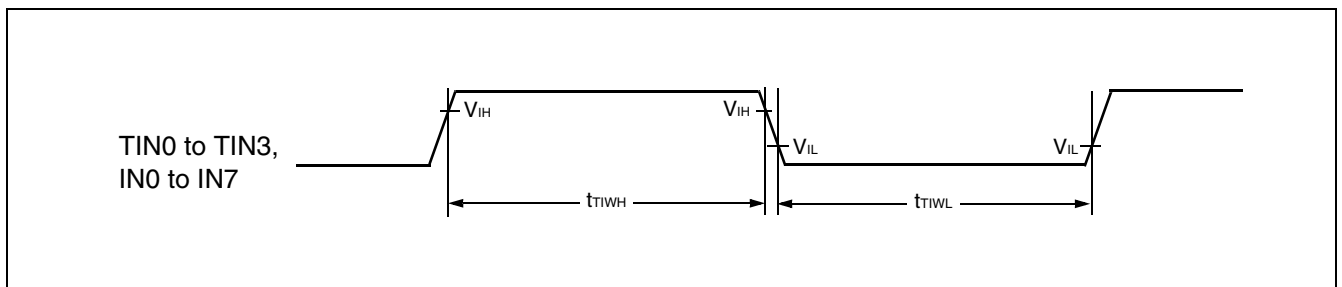 TIN0 to TIN3,
IN0 to IN7
VIH
VIH
VIL
VIL
tTIWH
tTIWL